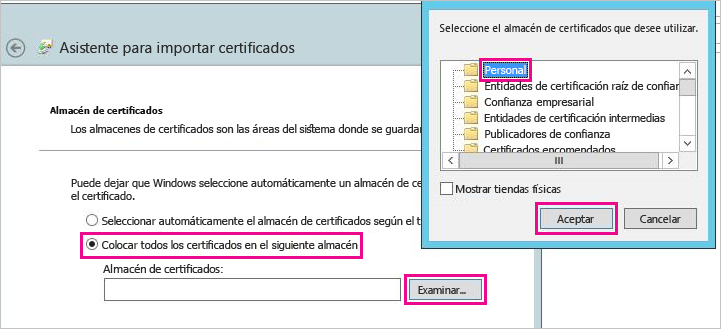 Asistente para importar certificados
Almacén de certificados
Los almacenes de certificados son las áreas del sistema donde se guardan
Puede dejar que Windows seleccione automáticamente un almacén de
el certificado.
Seleccionar automáticamente el almacén de certificados según el
Colocar todos los certificados en el siguiente almacén
Almacén de certificados:
Examinar...
Seleccione el almacén de certificados que desee utilizar.
Personal
Entidades de certificación raíz de
Confianza empresarial
Entidades de certificación intermedias
Publicadores de confianza
Certificados encomendados
Mostrar tiendas físicas
Aceptar
Cancelar